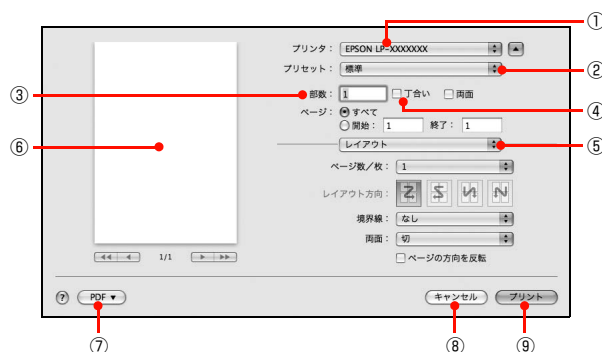 ①
プリンタ： EPSON LP-XXXXXXX
プリセット： 標準 ②
③ 部数： 1 丁合い 両面
④
ページ： すべて
開始： 1 終了： 1
⑥ レイアウト ⑤
ページ数／枚： 1
レイアウト方向：
境界線： なし
両面： 切
1/1 ページの方向を反転
? PDF ▼ キャンセル プリント
⑦ ⑧ ⑨